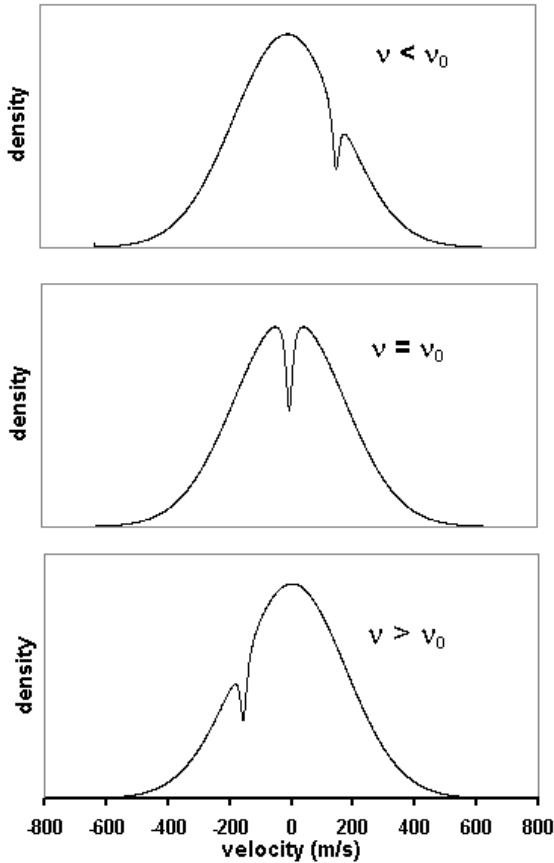 density
ν < ν₀
density
ν = ν₀
density
ν > ν₀
-800 -600 -400 -200 0 200 400 600 800
velocity (m/s)